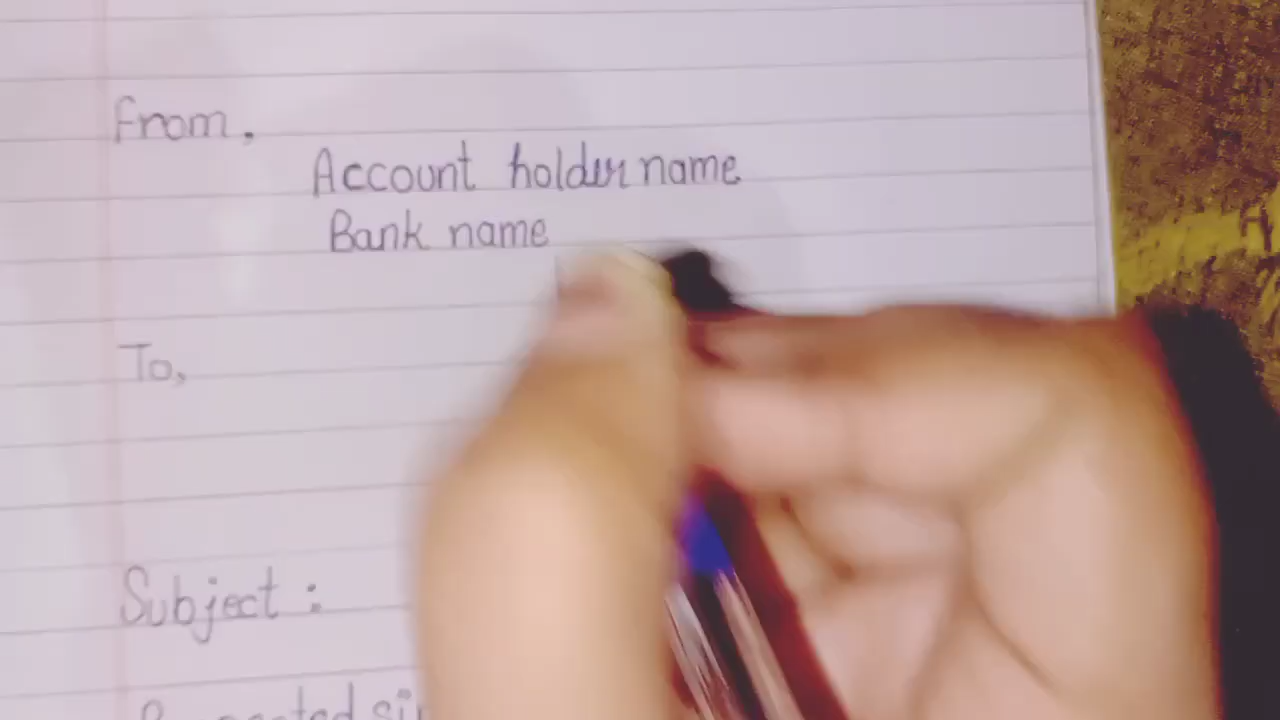 From,
Account holder name
Bank name
To,
Subject :